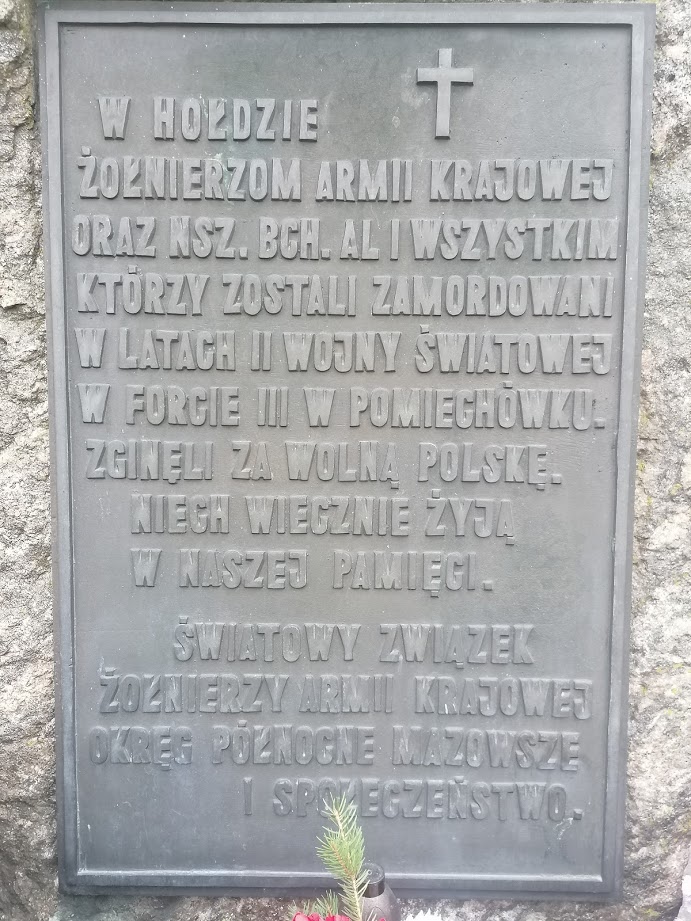 W HOŁDZIE
ŻOŁNIERZOM ARMII KRAJOWEJ
ORAZ NSZ. BCH. AL I WSZYSTKIM
KTÓRZY ZOSTALI ZAMORDOWANI
W LATACH II WOJNY ŚWIATOWEJ
W FORCIE III W POMIECHÓWKU.
ZGINĘLI ZA WOLNĄ POLSKĘ.
NIECH WIECZNIE ŻYJĄ
W NASZEJ PAMIĘCI.
ŚWIATOWY ZWIĄZEK
ŻOŁNIERZY ARMII KRAJOWEJ
OKRĘG PÓŁNOCNE MAZOWSZE
I SPOŁECZEŃSTWO.